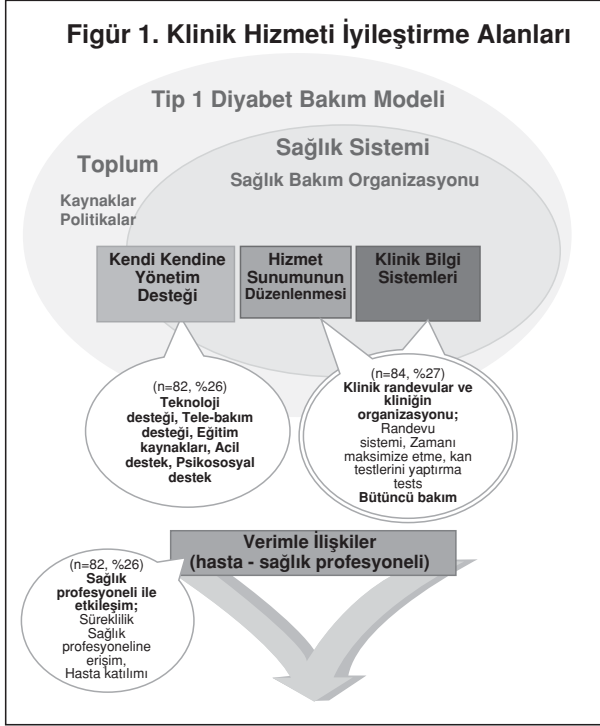 Figür 1. Klinik Hizmeti İyileştirme Alanları
Tip 1 Diyabet Bakım Modeli
Sağlık Sistemi
Toplum
Sağlık Bakım Organizasyonu
Kaynaklar
Politikalar
Kendi Kendine
Yönetim
Desteği
Hizmet
Sunumunun
Düzenlenmesi
Klinik Bilgi
Sistemleri
(n=82, %26)
Teknoloji
desteği, Tele-bakım
desteği, Eğitim
kaynakları, Acil
destek, Psikososyal
destek
(n=84, %27)
Klinik randevular ve
kliniğin
organizasyonu;
Randevu
sistemi, Zamanı
maksimize etme, kan
testlerini yaptırma
tests
Bütüncü bakım
Verimle İlişkiler
(hasta - sağlık profesyoneli)
(n=82, %26)
Sağlık
profesyoneli ile
etkileşim;
Süreklilik
Sağlık
profesyoneline
erişim,
Hasta katılımı